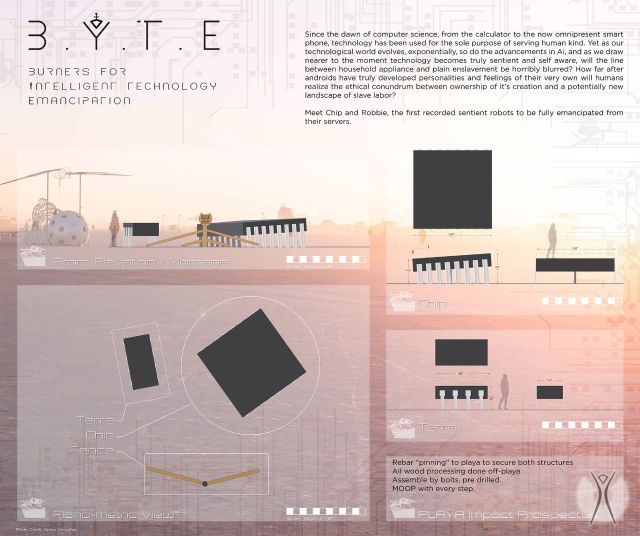 B.Y.T.E
BURNERS FOR
INTELLIGENT TECHNOLOGY
EMANCIPATION
Since the dawn of computer science, from the calculator to the now omnipresent smart
phone, technology has been used for the sole purpose of serving human kind. Yet as our
technological world evolves, exponentially, so do the advancements in Ai, and as we draw
nearer to the moment technology becomes truly sentient and self aware, will the line
between household appliance and plain enslavement be horribly blurred? How far after
androids have truly developed personalities and feelings of their very own will humans
realize the ethical conundrum between ownership of it's creation and a potentially new
landscape of slave labor?
Meet Chip and Robbie, the first recorded sentient robots to be fully emancipated from
their servers.
Front Elevation / Montage
Chip
Terra
Chip
Fence
Plano-metric View
Terra
Rebar "pinning" to playa to secure both structures
All wood processing done off-playa
Assemble by bolts, pre drilled.
MOOP with every step.
PLAYA Impact Prospectus
Photo Credit: